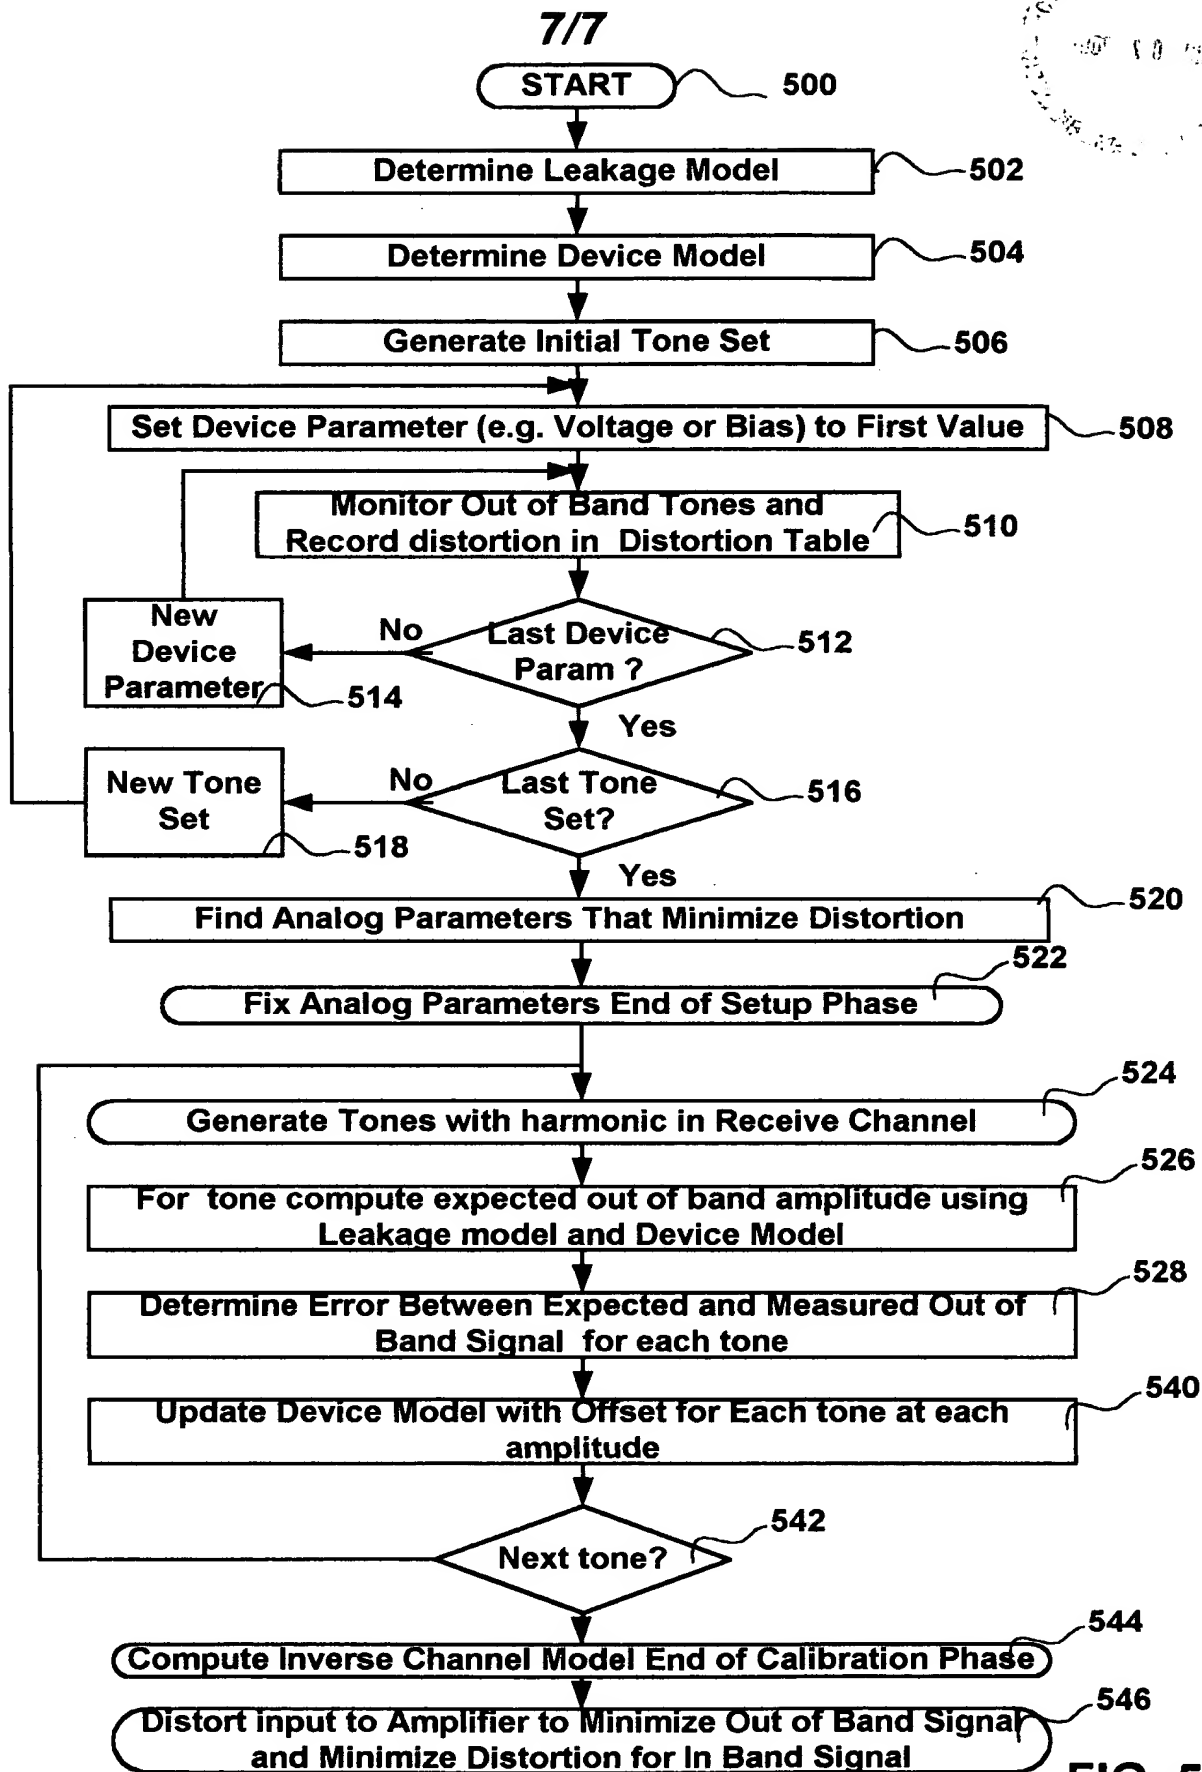 7/7
START
500
Determine Leakage Model
502
Determine Device Model
504
Generate Initial Tone Set
506
Set Device Parameter (e.g. Voltage or Bias) to First Value
508
Monitor Out of Band Tones and
Record distortion in Distortion Table
510
New
Device
Parameter
514
No
Last Device
Param ?
512
Yes
New Tone
Set
518
No
Last Tone
Set?
516
Yes
Find Analog Parameters That Minimize Distortion
520
Fix Analog Parameters End of Setup Phase
522
Generate Tones with harmonic in Receive Channel
524
For tone compute expected out of band amplitude using
Leakage model and Device Model
526
Determine Error Between Expected and Measured Out of
Band Signal for each tone
528
Update Device Model with Offset for Each tone at each
amplitude
540
Next tone?
542
Compute Inverse Channel Model End of Calibration Phase
544
Distort input to Amplifier to Minimize Out of Band Signal
and Minimize Distortion for In Band Signal
546
FIG. 5